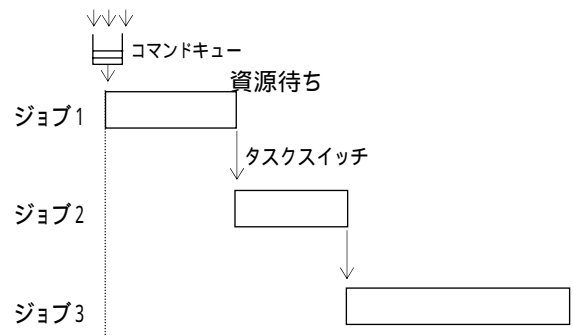 コマンドキュー
資源待ち
ジョブ1
タスクスイッチ
ジョブ2
ジョブ3